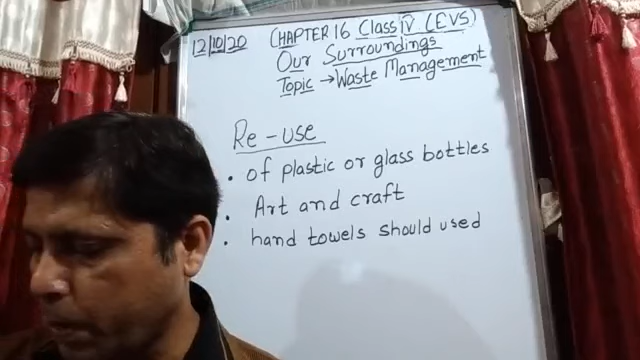 12/10/20
CHAPTER 16 Class IV (EVS)
Our Surroundings
Topic → Waste Management
Re-use
• of plastic or glass bottles
• Art and craft
• hand towels should used